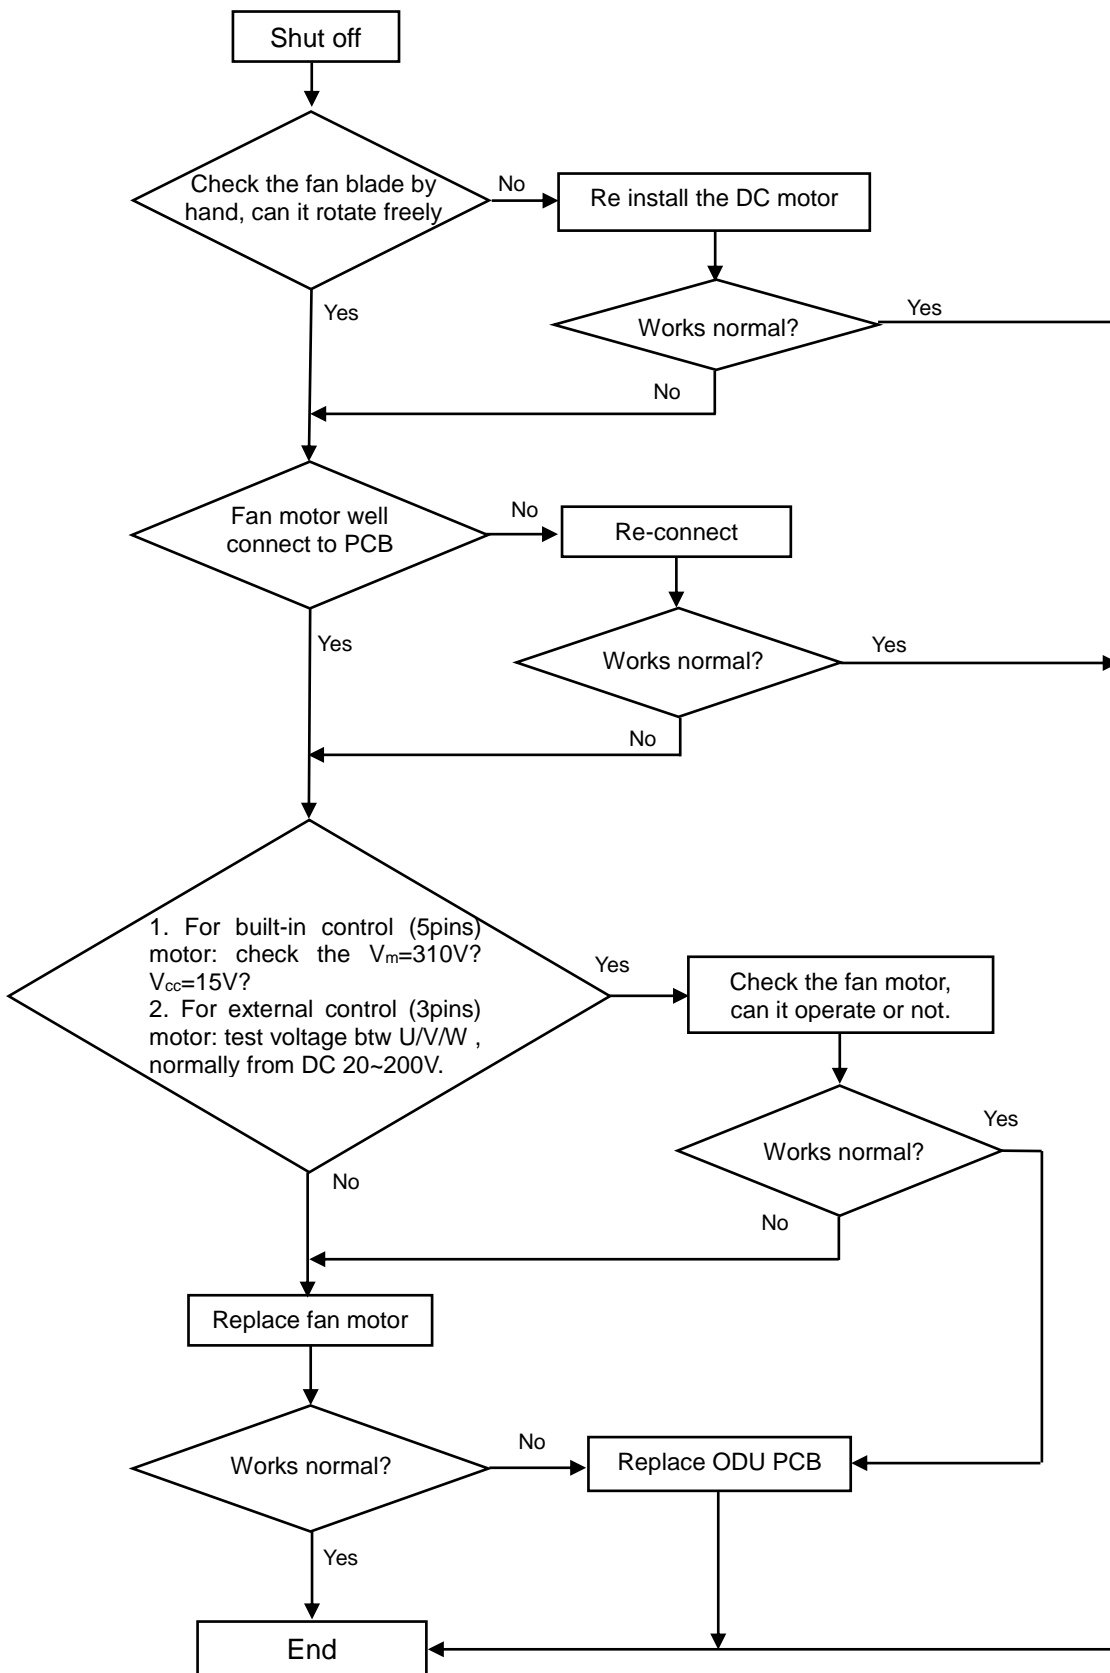 Shut off
Check the fan blade by
hand, can it rotate freely
No
Re install the DC motor
Yes
Works normal?
Yes
No
Fan motor well
connect to PCB
No
Re-connect
Yes
Works normal?
Yes
No
1. For built-in control (5pins)
motor: check the Vm=310V?
Vcc=15V?
2. For external control (3pins)
motor: test voltage btw U/V/W ,
normally from DC 20~200V.
Yes
Check the fan motor,
can it operate or not.
Works normal?
Yes
No
No
Replace fan motor
Works normal?
No
Replace ODU PCB
Yes
End